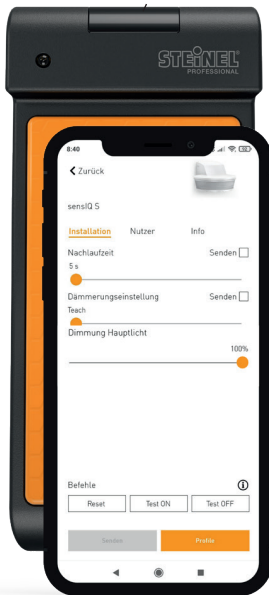 STEINEL
PROFESSIONAL
8:40
Zurück
sensIQ S
Installation Nutzer Info
Nachlaufzeit Senden
5 s
Dämmerungseinstellung Senden
Teach
Dimmung Hauptlicht
100%
Befehle
Reset Test ON Test OFF
Senden Profile